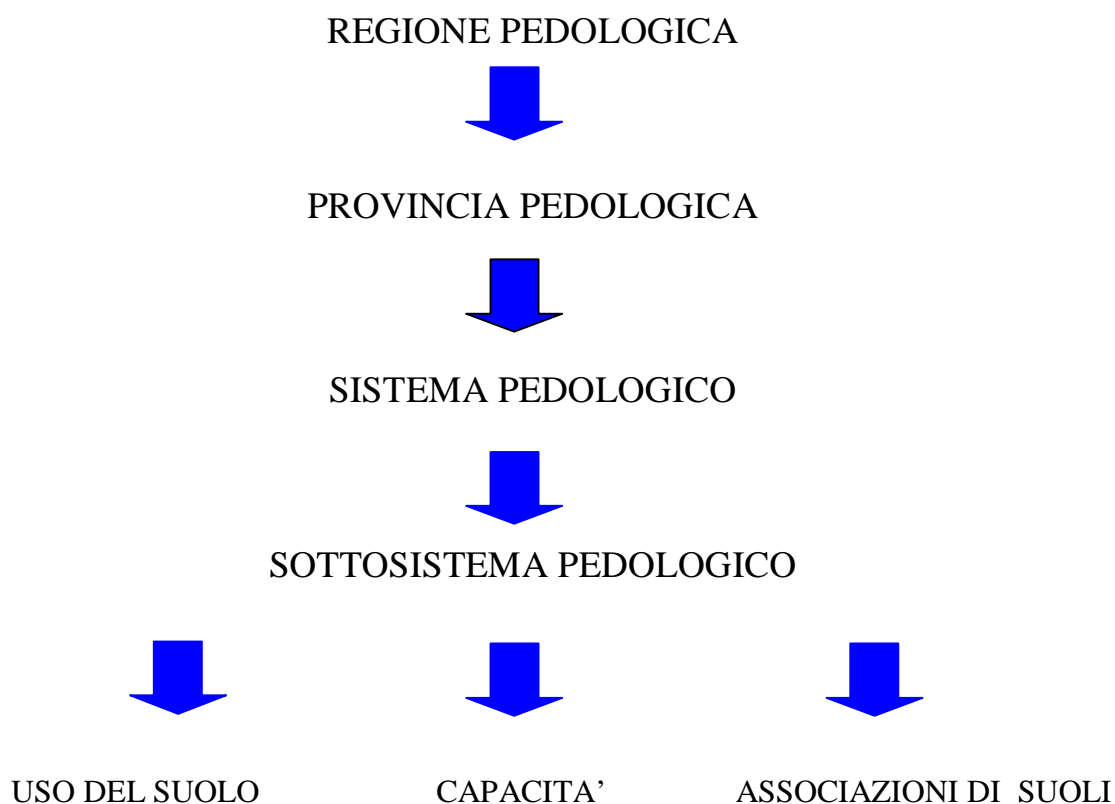 REGIONE PEDOLOGICA
PROVINCIA PEDOLOGICA
SISTEMA PEDOLOGICO
SOTTOSISTEMA PEDOLOGICO
USO DEL SUOLO CAPACITA’ ASSOCIAZIONI DI SUOLI